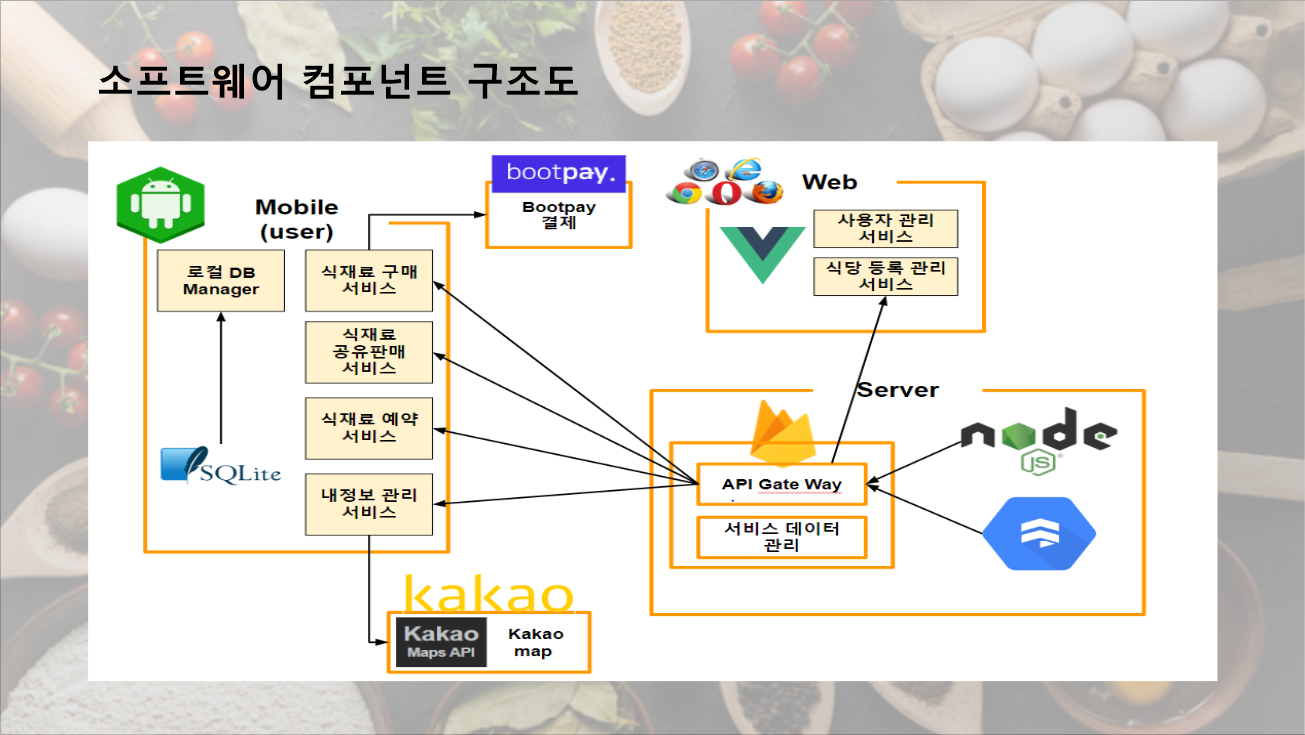 소프트웨어 컴포넌트 구조도
bootpay.
Bootpay
결제
Mobile
(user)
로컬 DB
Manager
식재료 구매
서비스
식재료
공유판매
서비스
식재료 예약
서비스
내정보 관리
서비스
SQLite
kakao
Kakao
Maps API
Kakao
map
Web
사용자 관리
서비스
식당 등록 관리
서비스
Server
API Gate Way
서비스 데이터
관리
node
JS